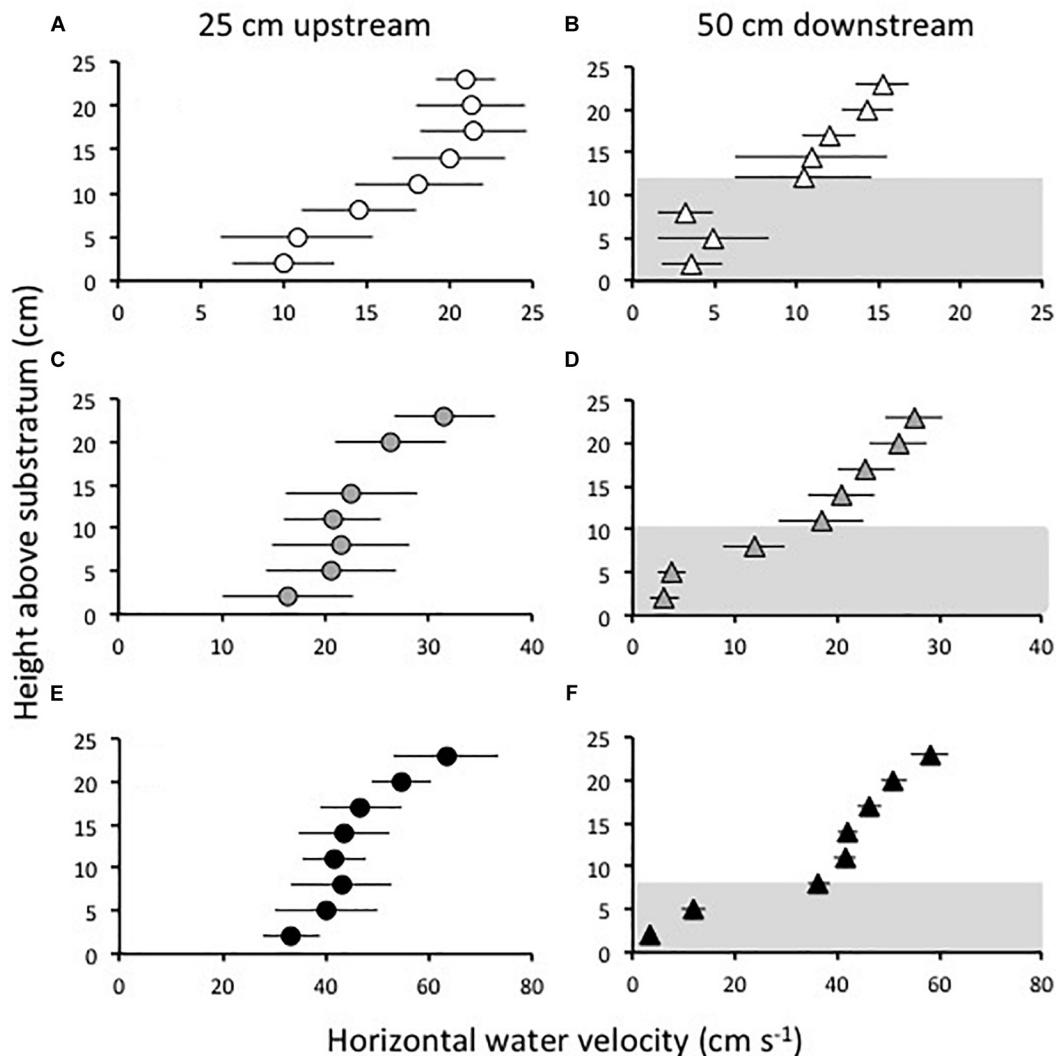 A 25 cm upstream
B 50 cm downstream
25
20
15
10
5
0
0 5 10 15 20 25
25
20
15
10
5
0
0 5 10 15 20 25
Height above substratum (cm)
C
25
20
15
10
5
0
0 10 20 30 40
D
25
20
15
10
5
0
0 10 20 30 40
E
25
20
15
10
5
0
0 20 40 60 80
F
25
20
15
10
5
0
0 20 40 60 80
Horizontal water velocity (cm s-1)